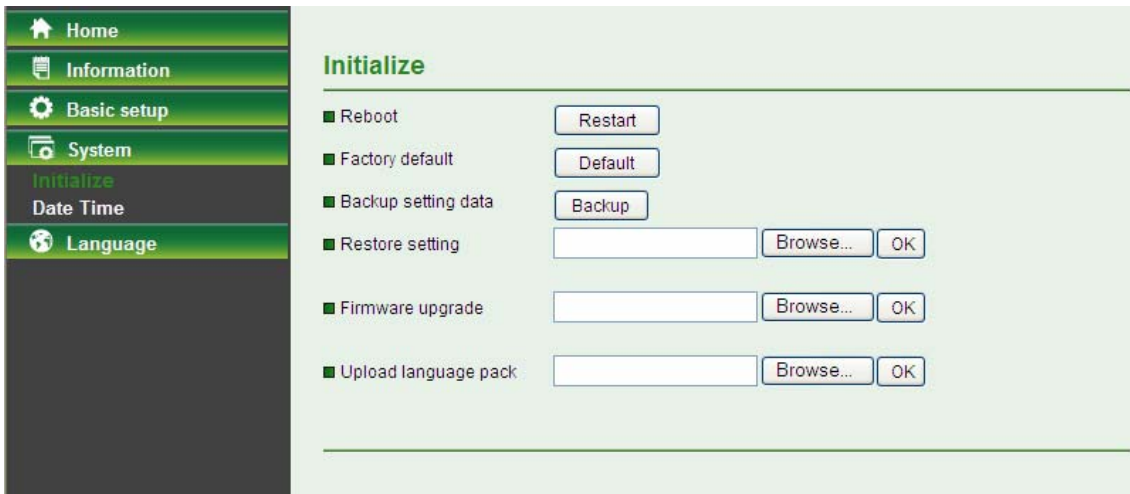 Home
Information
Basic setup
System
Initialize
Date Time
Language
Initialize
Reboot Restart
Factory default Default
Backup setting data Backup
Restore setting Browse... OK
Firmware upgrade Browse... OK
Upload language pack Browse... OK